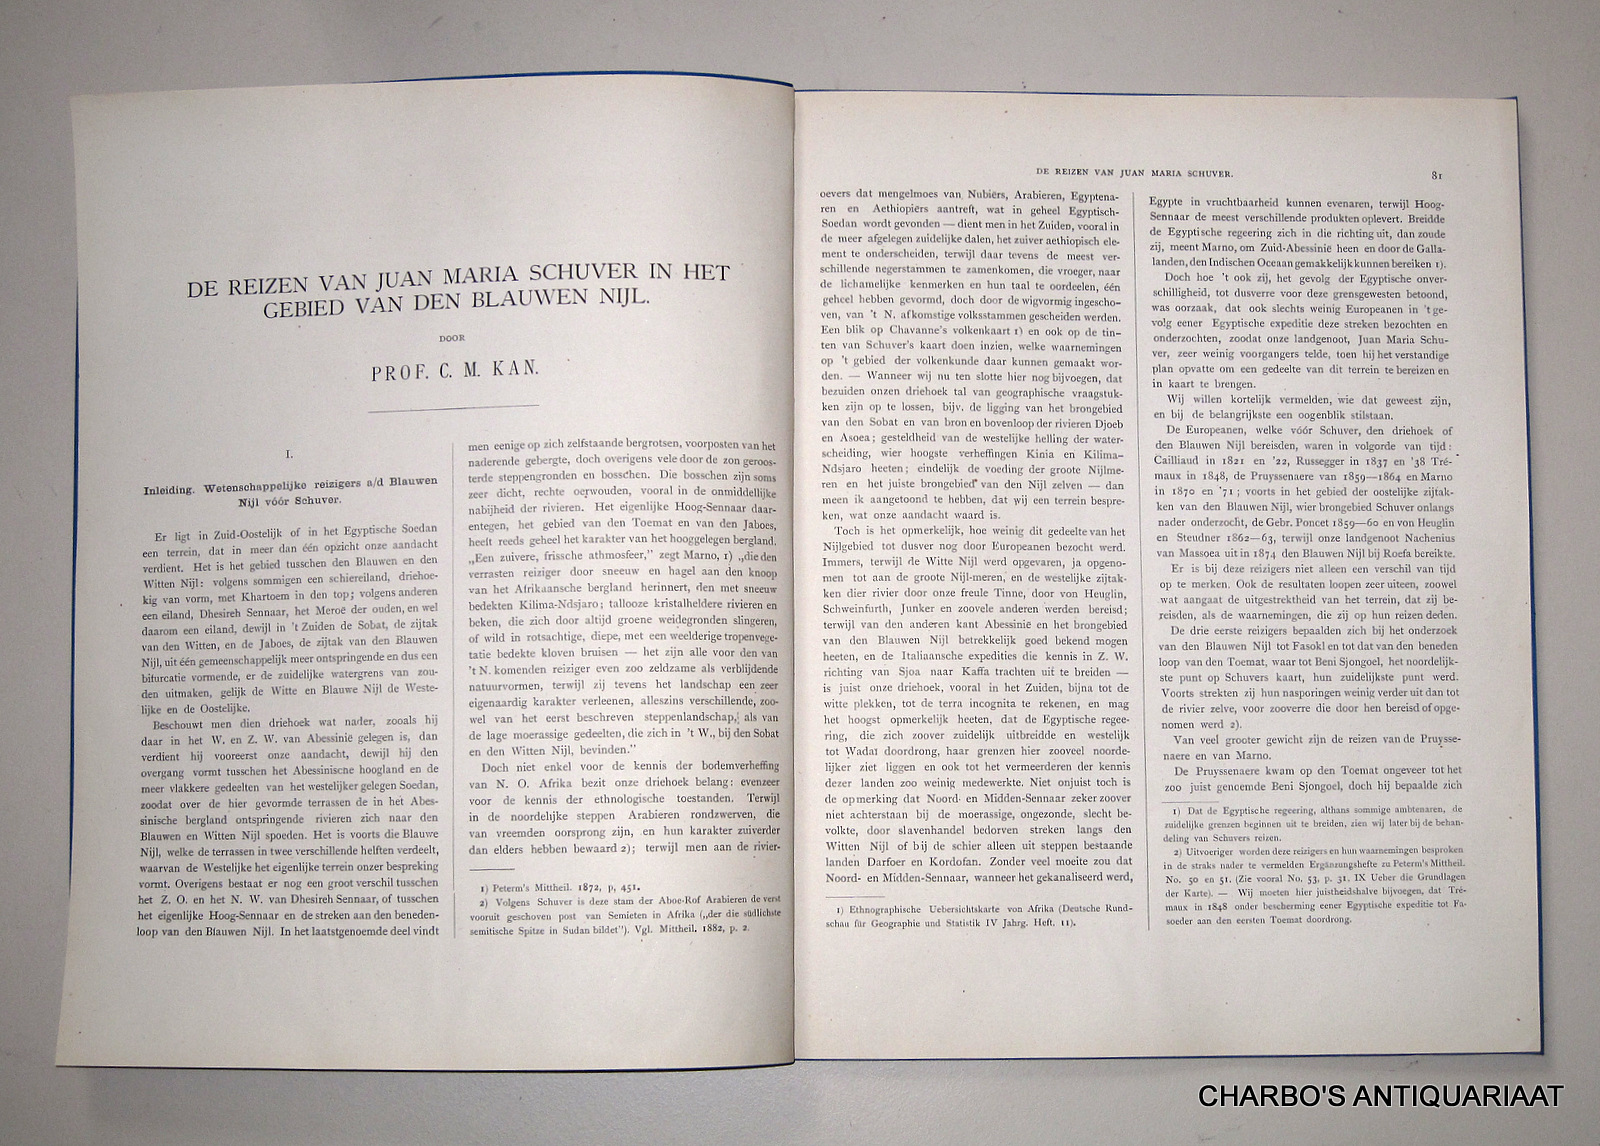 DE REIZEN VAN JUAN MARIA SCHUVER IN HET
GEBIED VAN DEN BLAUWEN NIJL.
DOOR
PROF. C. M. KAN.
I.
Inleiding. Wetenschappelijke reizigers a/d Blauwen
Nijl vóór Schuver.
Er ligt in Zuid-Oostelijk of in het Egyptische Soedan
een terrein, dat in meer dan één opzicht onze aandacht
verdient. Het is het gebied tusschen den Blauwen en den
Witten Nijl: volgens sommigen een schiereiland, driehoe-
kig van vorm, met Khartoem in den top; volgens anderen
een eiland, Dhesireh Sennaar, het Meroë der ouden, en wel
daarom een eiland, dewijl in 't Zuiden de Sobat, de zijtak
van den Witten, en de Jaboes, de zijtak van den Blauwen
Nijl, uit één gemeenschappelijk meer ontspringende en dus een
bifurcatie vormende, er de zuidelijke watergrens van zou-
den uitmaken, gelijk de Witte en Blauwe Nijl de Weste-
lijke en de Oostelijke.
Beschouwt men dien driehoek wat nader, zooals hij
daar in het W. en Z. W. van Abessinië gelegen is, dan
verdient hij vooreerst onze aandacht, dewijl hij den
overgang vormt tusschen het Abessinische hoogland en de
meer vlakkere gedeelten van het westelijker gelegen Soedan,
zoodat over de hier gevormde terrassen de in het Abes-
sinische bergland ontspringende rivieren zich naar den
Blauwen en Witten Nijl spoeden. Het is voorts die Blauwe
Nijl, welke de terrassen in twee verschillende helften verdeelt,
waarvan de Westelijke het eigenlijke terrein onzer bespreking
vormt. Overigens bestaat er nog een groot verschil tusschen
het Z. O. en het N. W. van Dhesireh Sennaar, of tusschen
het eigenlijke Hoog-Sennaar en de streken aan den beneden-
loop van den Blauwen Nijl. In het laatstgenoemde deel vindt
men eenige op zich zelfstaande bergrotsen, voorposten van het
naderende gebergte, doch overigens vele door de zon geroos-
terde steppengronden en bosschen. Die bosschen zijn soms
zeer dicht, rechte oerwouden, vooral in de onmiddellijke
nabijheid der rivieren. Het eigenlijke Hoog-Sennaar daar-
entegen, het gebied van den Toemat en van den Jaboes,
heeft reeds geheel het karakter van het hooggelegen bergland.
„Een zuivere, frissche athmosfeer," zegt Marno, 1) „die den
verrasten reiziger door sneeuw en hagel aan den knoop
van het Afrikaansche bergland herinnert, den met sneeuw
bedekten Kilima-Ndsjaro; tallooze kristalheldere rivieren en
beken, die zich door altijd groene weidegronden slingeren,
of wild in rotsachtige, diepe, met een weelderige tropenvege-
tatie bedekte kloven bruisen — het zijn alle voor den van
't N. komenden reiziger even zoo zeldzame als verblijdende
natuurvormen, terwijl zij tevens het landschap een zeer
eigenaardig karakter verleenen, alleszins verschillende, zoo-
wel van het eerst beschreven steppenlandschap, als van
de lage moerassige gedeelten, die zich in 't W., bij den Sobat
en den Witten Nijl, bevinden."
Doch niet enkel voor de kennis der bodemverheffing
van N. O. Afrika bezit onze driehoek belang: evenzeer
voor de kennis der ethnologische toestanden. Terwijl
in de noordelijke steppen Arabieren rondzwerven, die
van vreemden oorsprong zijn, en hun karakter zuiverder
dan elders hebben bewaard 2); terwijl men aan de rivier-
1) Peterm's Mittheil. 1872, p, 451.
2) Volgens Schuver is deze stam der Aboe-Rof Arabieren de verst
vooruit geschoven post van Semieten in Afrika („der die südlichste
semitische Spitze in Sudan bildet"). Vgl. Mittheil. 1882, p. 2.
DE REIZEN VAN JUAN MARIA SCHUVER.
81
oevers dat mengelmoes van Nubiërs, Arabieren, Egyptena-
ren en Aethiopiers aantreft, wat in geheel Egyptisch-
Soedan wordt gevonden — dient men in het Zuiden, vooral in
de meer afgelegen zuidelijke dalen, het zuiver aethiopisch ele-
ment te onderscheiden, terwijl daar tevens de meest ver-
schillende negerstammen te zamenkomen, die vroeger, naar
de lichamelijke kenmerken en hun taal te oordeelen, één
geheel hebben gevormd, doch door de wigvormig ingescho-
ven, van 't N. afkomstige volksstammen gescheiden werden.
Een blik op Chavanne's volkenkaart 1) en ook op de tin-
ten van Schuver's kaart doen inzien, welke waarnemingen
op 't gebied der volkenkunde daar kunnen gemaakt wor-
den. — Wanneer wij nu ten slotte hier nog bijvoegen, dat
bezuiden onzen driehoek tal van geographische vraagstuk-
ken zijn op te lossen, bijv. de ligging van het brongebied
van den Sobat en van bron en bovenloop der rivieren Djoeb
en Asoea; gesteldheid van de westelijke helling der water-
scheiding, wier hoogste verheffingen Kinia en Kilima-
Ndsjaro heeten; eindelijk de voeding der groote Nijlme-
ren en het juiste brongebied van den Nijl zelven — dan
meen ik aangetoond te hebben, dat wij een terrein bespre-
ken, wat onze aandacht waard is.
Toch is het opmerkelijk, hoe weinig dit gedeelte van het
Nijlgebied tot dusver nog door Europeanen bezocht werd.
Immers, terwijl de Witte Nijl werd opgevaren, ja opgeno-
men tot aan de groote Nijl-meren, en de westelijke zijtak-
ken dier rivier door onze freule Tinne, door von Heuglin,
Schweinfurth, Junker en zoovele anderen werden bereisd;
terwijl van den anderen kant Abessinie en het brongebied
van den Blauwen Nijl betrekkelijk goed bekend mogen
heeten, en de Italiaansche expedities die kennis in Z. W.
richting van Sjoa naar Kaffa trachten uit te breiden —
is juist onze driehoek, vooral in het Zuiden, bijna tot de
witte plekken, tot de terra incognita te rekenen, en mag
het hoogst opmerkelijk heeten, dat de Egyptische regee-
ring, die zich zoover zuidelijk uitbreidde en westelijk
tot Wadaï doordrong, haar grenzen hier zooveel noorde-
lijker ziet liggen en ook tot het vermeerderen der kennis
dezer landen zoo weinig medewerkte. Niet onjuist toch is
de opmerking dat Noord- en Midden-Sennaar zeker zoover
niet achterstaan bij de moerassige, ongezonde, slecht be-
volkte, door slavenhandel bedorven streken langs den
Witten Nijl of bij de schier alleen uit steppen bestaande
landen Darfoer en Kordofan. Zonder veel moeite zou dat
Noord- en Midden-Sennaar, wanneer het gekanaliseerd werd,
1) Ethnographische Uebersichtskarte von Afrika (Deutsche Rund-
schau für Geographie und Statistik IV Jahrg. Heft. 11).
Egypte in vruchtbaarheid kunnen evenaren, terwijl Hoog-
Sennaar de meest verschillende produkten oplevert. Breidde
de Egyptische regeering zich in die richting uit, dan zoude
zij, meent Marno, om Zuid-Abessinië heen en door de Galla-
landen, den Indischen Oceaan gemakkelijk kunnen bereiken 1).
Doch hoe 't ook zij, het gevolg der Egyptische onver-
schilligheid, tot dusverre voor deze grensgewesten betoond,
was oorzaak, dat ook slechts weinig Europeanen in 't ge-
volg eener Egyptische expeditie deze streken bezochten en
onderzochten, zoodat onze landgenoot, Juan Maria Schu-
ver, zeer weinig voorgangers telde, toen hij het verstandige
plan opvatte om een gedeelte van dit terrein te bereizen en
in kaart te brengen.
Wij willen kortelijk vermelden, wie dat geweest zijn,
en bij de belangrijkste een oogenblik stilstaan.
De Europeanen, welke vóór Schuver, den driehoek of
den Blauwen Nijl bereisden, waren in volgorde van tijd:
Cailliaud in 1821 en '22, Russegger in 1837 en '38 Tré-
maux in 1848, de Pruyssenaere van 1859—1864 en Marno
in 1870 en '71; voorts in het gebied der oostelijke zijtak-
ken van den Blauwen Nijl, wier brongebied Schuver onlangs
nader onderzocht, de Gebr. Poncet 1859—60 en von Heuglin
en Steudner 1862—63, terwijl onze landgenoot Nachenius
van Massoea uit in 1874 den Blauwen Nijl bij Roefa bereikte.
Er is bij deze reizigers niet alleen een verschil van tijd
op te merken. Ook de resultaten loopen zeer uiteen, zoowel
wat aangaat de uitgestrektheid van het terrein, dat zij be-
reisden, als de waarnemingen, die zij op hun reizen deden.
De drie eerste reizigers bepaalden zich bij het onderzoek
van den Blauwen Nijl tot Fasokl en tot dat van den beneden
loop van den Toemat, waar tot Beni Sjongoel, het noordelijk-
ste punt op Schuvers kaart, hun zuidelijkste punt werd.
Voorts strekten zij hun nasporingen weinig verder uit dan tot
de rivier zelve, voor zooverre die door hen bereisd of opge-
nomen werd 2).
Van veel grooter gewicht zijn de reizen van de Pruysse-
naere en van Marno.
De Pruyssenaere kwam op den Toemat ongeveer tot het
zoo juist genoemde Beni Sjongoel, doch hij bepaalde zich
1) Dat de Egyptische regeering, althans sommige ambtenaren, de
zuidelijke grenzen beginnen uit te breiden, zien wij later bij de behan-
deling van Schuvers reizen.
2) Uitvoeriger worden deze reizigers en hun waarnemingen besproken
in de straks nader te vermelden Ergänzungshefte zu Peterm's Mittheil.
No. 50 en 51. (Zie vooral No. 53, p. 31. IX Ueber die Grundlagen
der Karte). — Wij moeten hier juistheidshalve bijvoegen, dat Tré-
maux in 1848 onder bescherming eener Egyptische expeditie tot Fa-
soeder aan den eersten Toemat doordrong.
CHARBO'S ANTIQUARIAAT